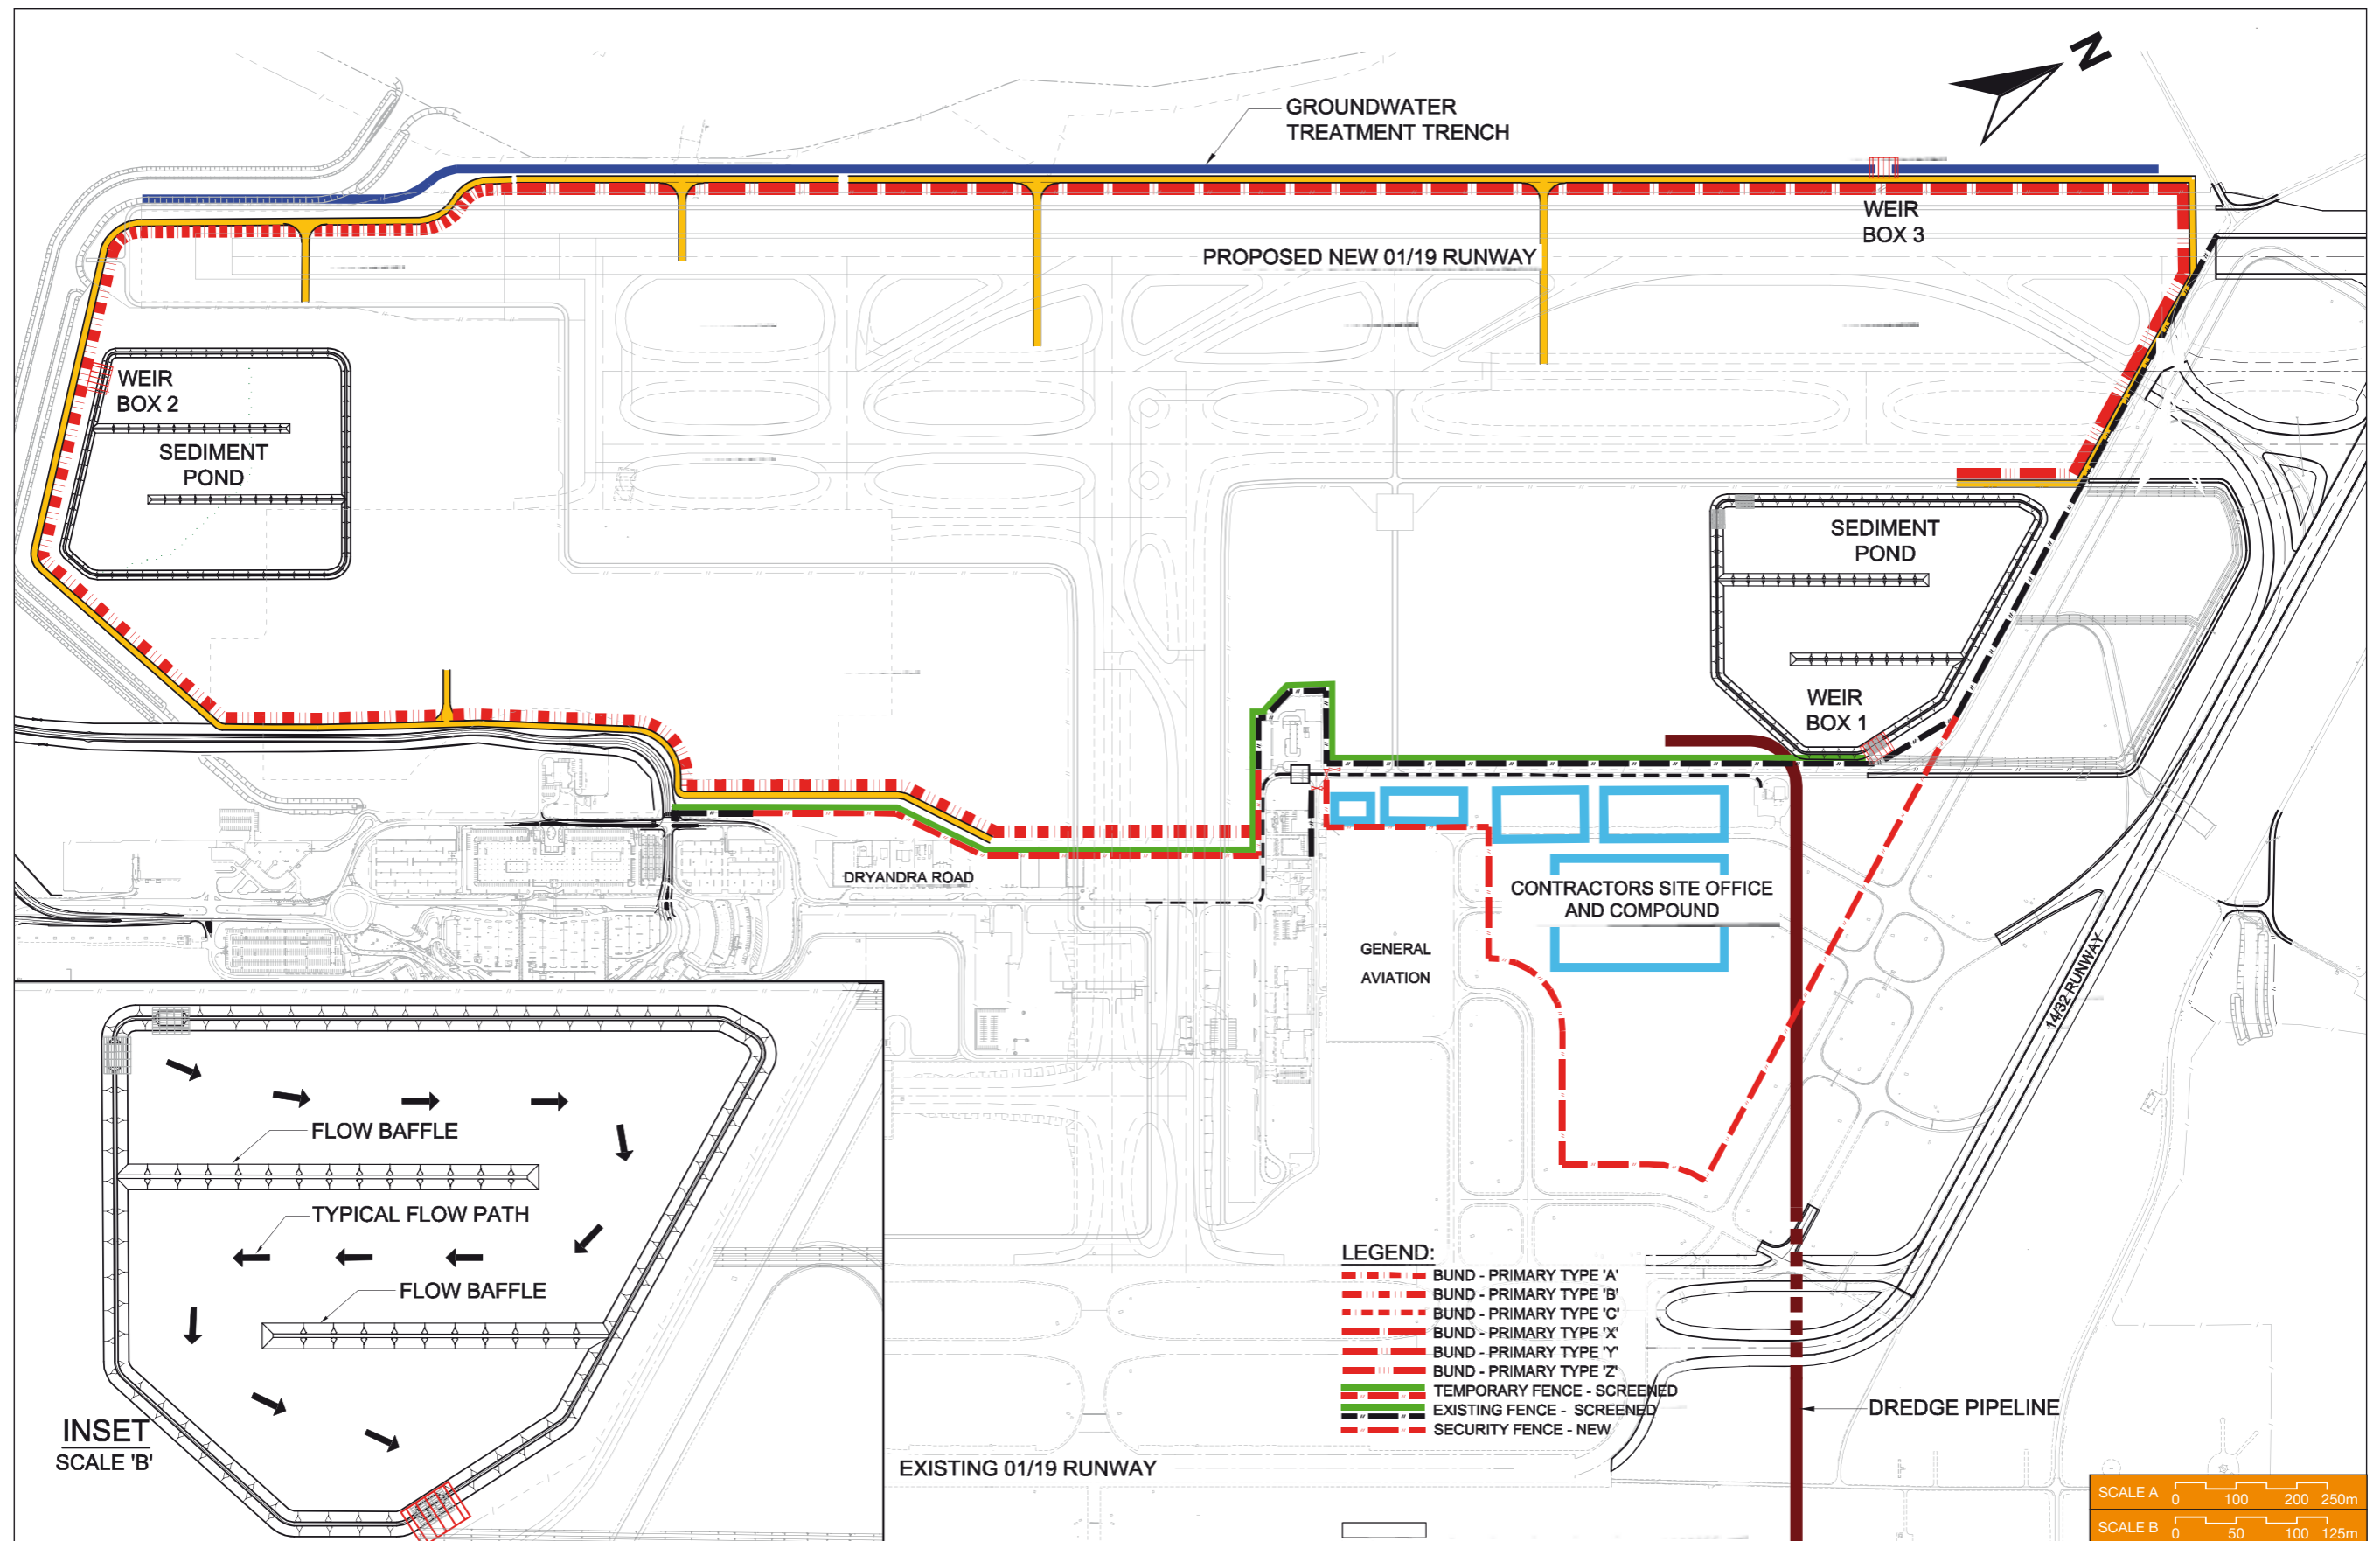 N
GROUNDWATER
TREATMENT TRENCH
WEIR
BOX 3
PROPOSED NEW 01/19 RUNWAY
WEIR
BOX 2
SEDIMENT
POND
SEDIMENT
POND
WEIR
BOX 1
DRYANDRA ROAD
CONTRACTORS SITE OFFICE
AND COMPOUND
GENERAL
AVIATION
14/32 RUNWAY
FLOW BAFFLE
TYPICAL FLOW PATH
FLOW BAFFLE
INSET
SCALE 'B'
LEGEND:
BUND - PRIMARY TYPE 'A'
BUND - PRIMARY TYPE 'B'
BUND - PRIMARY TYPE 'C'
BUND - PRIMARY TYPE 'X'
BUND - PRIMARY TYPE 'Y'
BUND - PRIMARY TYPE 'Z'
TEMPORARY FENCE - SCREENED
EXISTING FENCE - SCREENED
SECURITY FENCE - NEW
DREDGE PIPELINE
EXISTING 01/19 RUNWAY
SCALE A 0 100 200 250m
SCALE B 0 50 100 125m